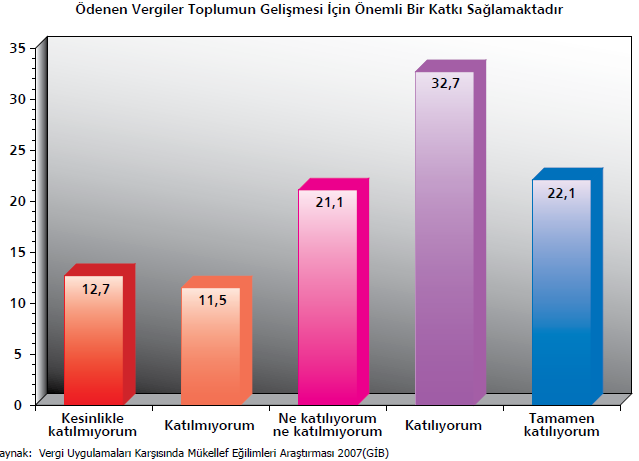 Ödenen Vergiler Toplumun Gelişmesi İçin Önemli Bir Katkı Sağlamaktadır
35
30
25
20
15
10
5
0
12,7
11,5
21,1
32,7
22,1
Kesinlikle
katılmıyorum
Katılmıyorum
Ne katılıyorum
ne katılmıyorum
Katılıyorum
Tamamen
katılıyorum
aynak: Vergi Uygulamaları Karşısında Mükellef Eğilimleri Araştırması 2007(GİB)